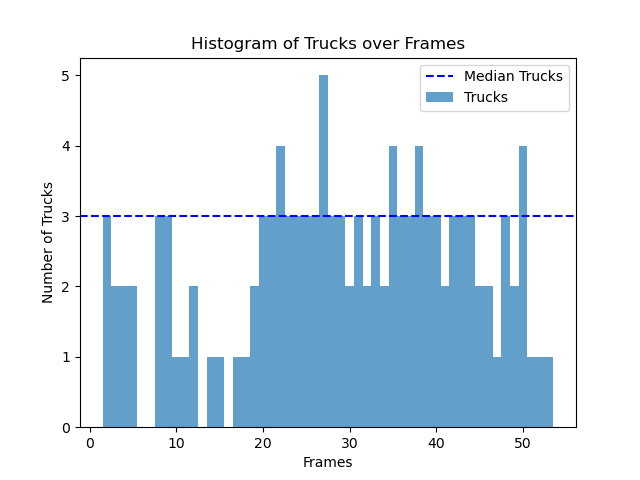 Histogram of Trucks over Frames
Median Trucks
Trucks
Number of Trucks
5
4
3
2
1
0
0 10 20 30 40 50
Frames